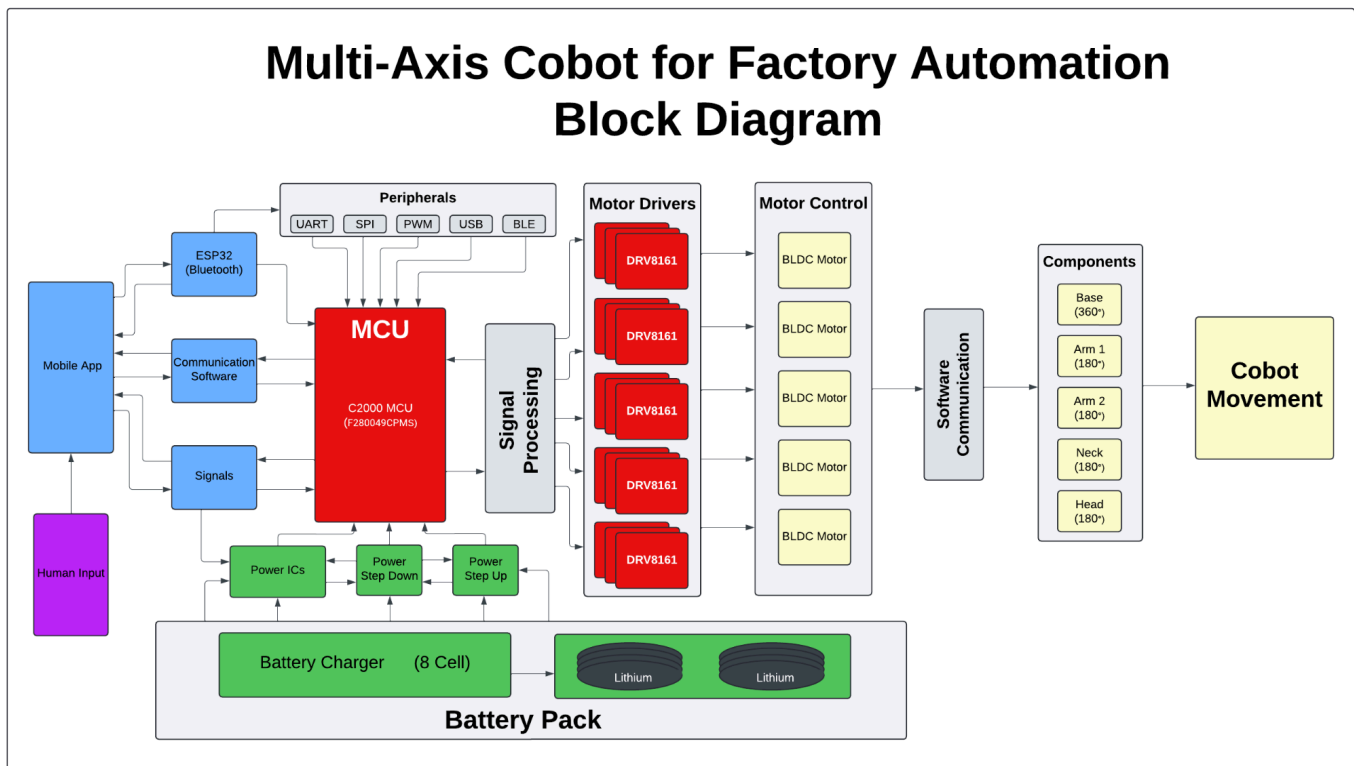 Multi-Axis Cobot for Factory Automation
Block Diagram
Peripherals
UART
SPI
PWM
USB
BLE
ESP32
(Bluetooth)
Mobile App
Communication
Software
Signals
Human Input
MCU
C2000 MCU
(F280049CPMS)
Signal
Processing
Motor Drivers
DRV8161
DRV8161
DRV8161
DRV8161
DRV8161
Motor Control
BLDC Motor
BLDC Motor
BLDC Motor
BLDC Motor
BLDC Motor
Software
Communication
Components
Base
(360°)
Arm 1
(180°)
Arm 2
(180°)
Neck
(180°)
Head
(180°)
Cobot
Movement
Power ICs
Power
Step Down
Power
Step Up
Battery Charger (8 Cell)
Lithium
Lithium
Battery Pack